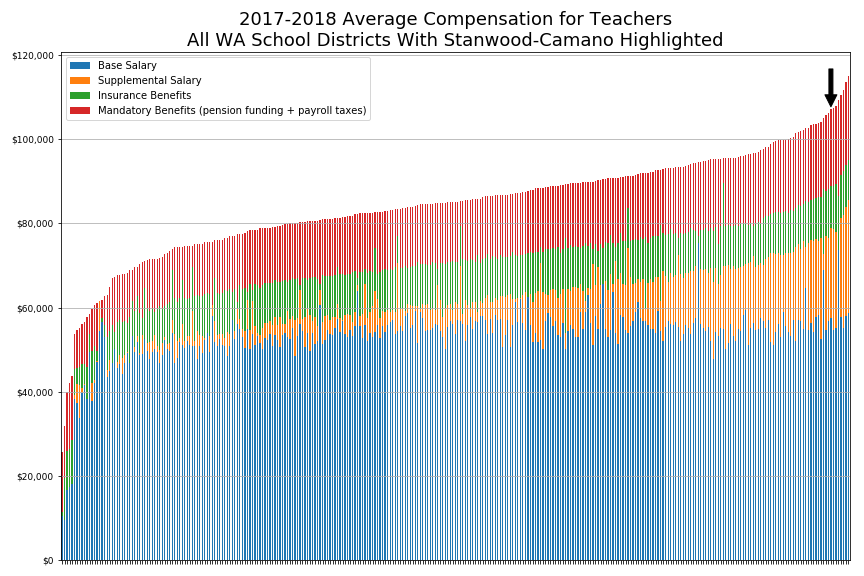 2017-2018 Average Compensation for Teachers
All WA School Districts With Stanwood-Camano Highlighted
$120,000
Base Salary
Supplemental Salary
Insurance Benefits
Mandatory Benefits (pension funding + payroll taxes)
$100,000
$80,000
$60,000
$40,000
$20,000
$0